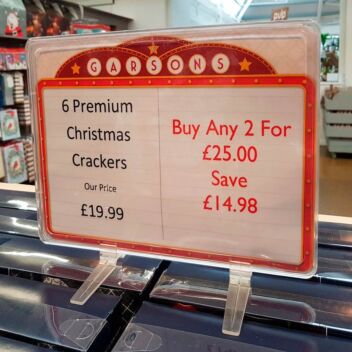 GARSONS
6 Premium
Christmas
Crackers
Our Price
£19.99
Buy Any 2 For
£25.00
Save
£14.98